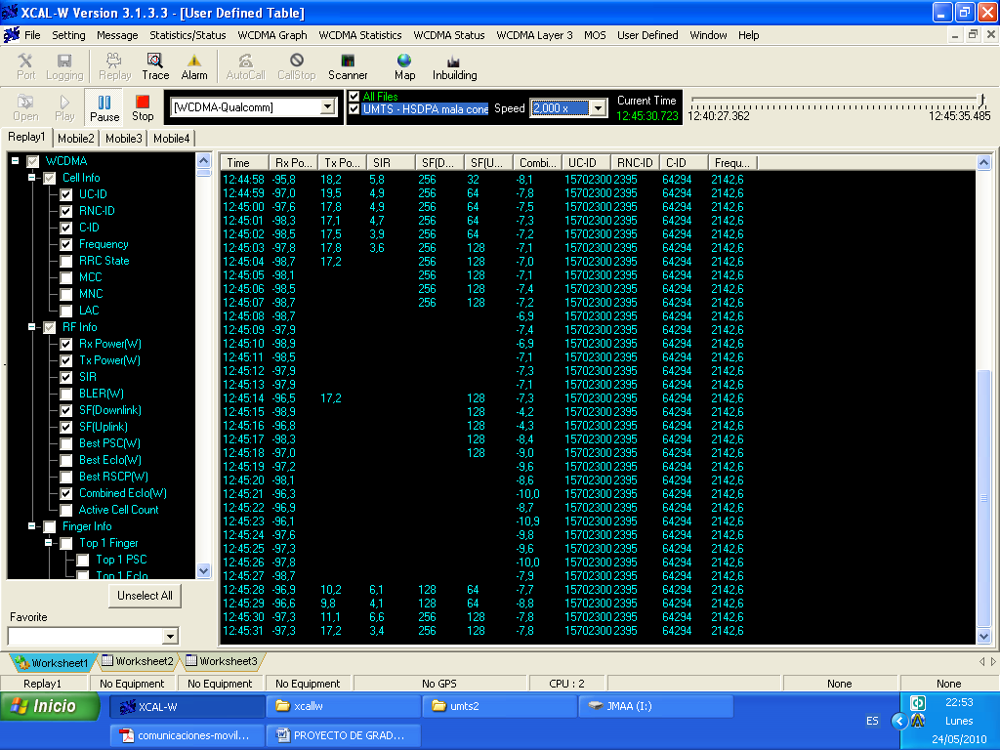 XCAL-W Version 3.1.3.3 - [User Defined Table]
File Setting Message Statistics/Status WCDMA Graph WCDMA Statistics WCDMA Status WCDMA Layer 3 MOS User Defined Window Help
Port Logging Replay Trace Alarm AutoCall CallStop Scanner Map Inbuilding
Open Play Pause Stop [WCDMA-Qualcomm] All Files
UMTS - HSDPA mala cone Speed 2,000 x Current Time
12:45:30.723 12:40:27.362 12:45:35.485
Replay1 Mobile2 Mobile3 Mobile4
WCDMA
Cell Info
UC-ID
RNC-ID
C-ID
Frequency
RRC State
MCC
MNC
LAC
RF Info
Rx Power(W)
Tx Power(W)
SIR
BLER(W)
SF(Downlink)
SF(Uplink)
Best PSC(W)
Best EcIo(W)
Best RSCP(W)
Combined EcIo(W)
Active Cell Count
Finger Info
Top 1 Finger
Top 1 PSC
Top 1 EcIo
Unselect All
Favorite
Time Rx Po... Tx Po... SIR SF(D... SF(U... Combi... UC-ID RNC-ID C-ID Frequ...
12:44:58 -95,8 18,2 5,8 256 32 -8,1 15702300 2395 64294 2142,6
12:44:59 -97,0 19,5 4,9 256 64 -7,8 15702300 2395 64294 2142,6
12:45:00 -97,6 17,8 4,9 256 64 -7,5 15702300 2395 64294 2142,6
12:45:01 -98,3 17,1 4,7 256 64 -7,3 15702300 2395 64294 2142,6
12:45:02 -98,5 17,5 3,9 256 64 -7,2 15702300 2395 64294 2142,6
12:45:03 -97,8 17,8 3,6 256 128 -7,1 15702300 2395 64294 2142,6
12:45:04 -98,7 17,2 256 128 -7,0 15702300 2395 64294 2142,6
12:45:05 -98,1 256 128 -7,1 15702300 2395 64294 2142,6
12:45:06 -98,5 256 128 -7,4 15702300 2395 64294 2142,6
12:45:07 -98,7 256 128 -7,2 15702300 2395 64294 2142,6
12:45:08 -98,7 -6,9 15702300 2395 64294 2142,6
12:45:09 -97,9 -7,4 15702300 2395 64294 2142,6
12:45:10 -98,9 -6,9 15702300 2395 64294 2142,6
12:45:11 -98,5 -7,1 15702300 2395 64294 2142,6
12:45:12 -97,9 -7,3 15702300 2395 64294 2142,6
12:45:13 -97,9 -7,1 15702300 2395 64294 2142,6
12:45:14 -96,5 17,2 128 -7,3 15702300 2395 64294 2142,6
12:45:15 -98,9 128 -4,2 15702300 2395 64294 2142,6
12:45:16 -96,8 128 -4,3 15702300 2395 64294 2142,6
12:45:17 -98,3 128 -8,4 15702300 2395 64294 2142,6
12:45:18 -97,0 128 -9,0 15702300 2395 64294 2142,6
12:45:19 -97,2 -9,6 15702300 2395 64294 2142,6
12:45:20 -98,1 -8,6 15702300 2395 64294 2142,6
12:45:21 -96,3 -10,0 15702300 2395 64294 2142,6
12:45:22 -96,9 -8,7 15702300 2395 64294 2142,6
12:45:23 -96,1 -10,9 15702300 2395 64294 2142,6
12:45:24 -97,6 -9,8 15702300 2395 64294 2142,6
12:45:25 -97,3 -9,6 15702300 2395 64294 2142,6
12:45:26 -97,8 -10,0 15702300 2395 64294 2142,6
12:45:27 -98,7 -7,9 15702300 2395 64294 2142,6
12:45:28 -96,9 10,2 6,1 128 64 -7,7 15702300 2395 64294 2142,6
12:45:29 -96,6 9,8 4,1 128 64 -8,8 15702300 2395 64294 2142,6
12:45:30 -97,3 11,1 6,6 256 128 -7,8 15702300 2395 64294 2142,6
12:45:31 -97,3 17,2 3,4 256 128 -7,8 15702300 2395 64294 2142,6
Worksheet1 Worksheet2 Worksheet3
Replay1 No Equipment No Equipment No Equipment No GPS CPU : 2 None None
Inicio XCAL-W xcallw umts2 JMAA (I:)
comunicaciones-movil... PROYECTO DE GRAD...
ES
22:53
Lunes
24/05/2010